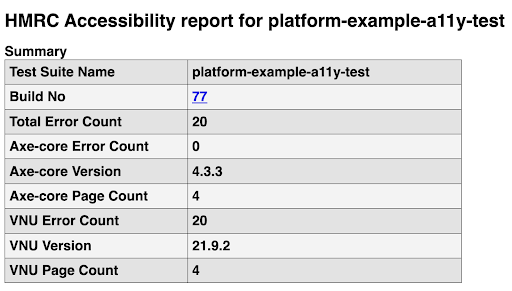 HMRC Accessibility report for platform-example-a11y-test
Summary
Test Suite Name platform-example-a11y-test
Build No 77
Total Error Count 20
Axe-core Error Count 0
Axe-core Version 4.3.3
Axe-core Page Count 4
VNU Error Count 20
VNU Version 21.9.2
VNU Page Count 4